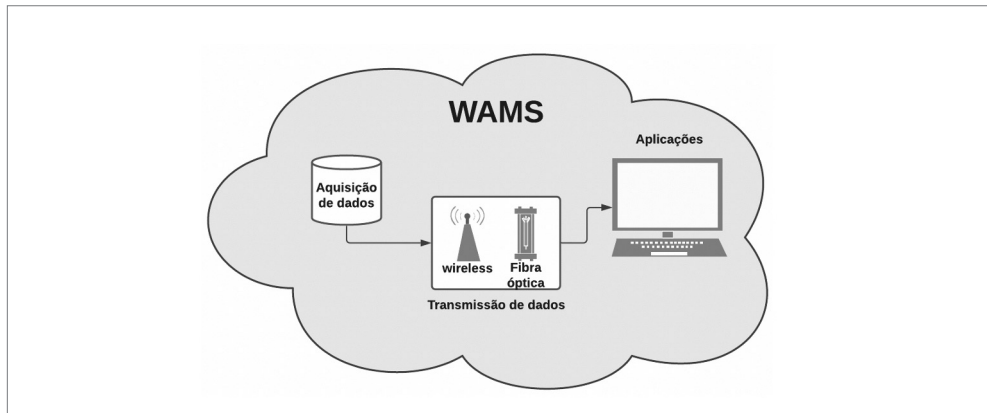 WAMS
Aplicações
Aquisição
de dados
wireless
Fibra
óptica
Transmissão de dados